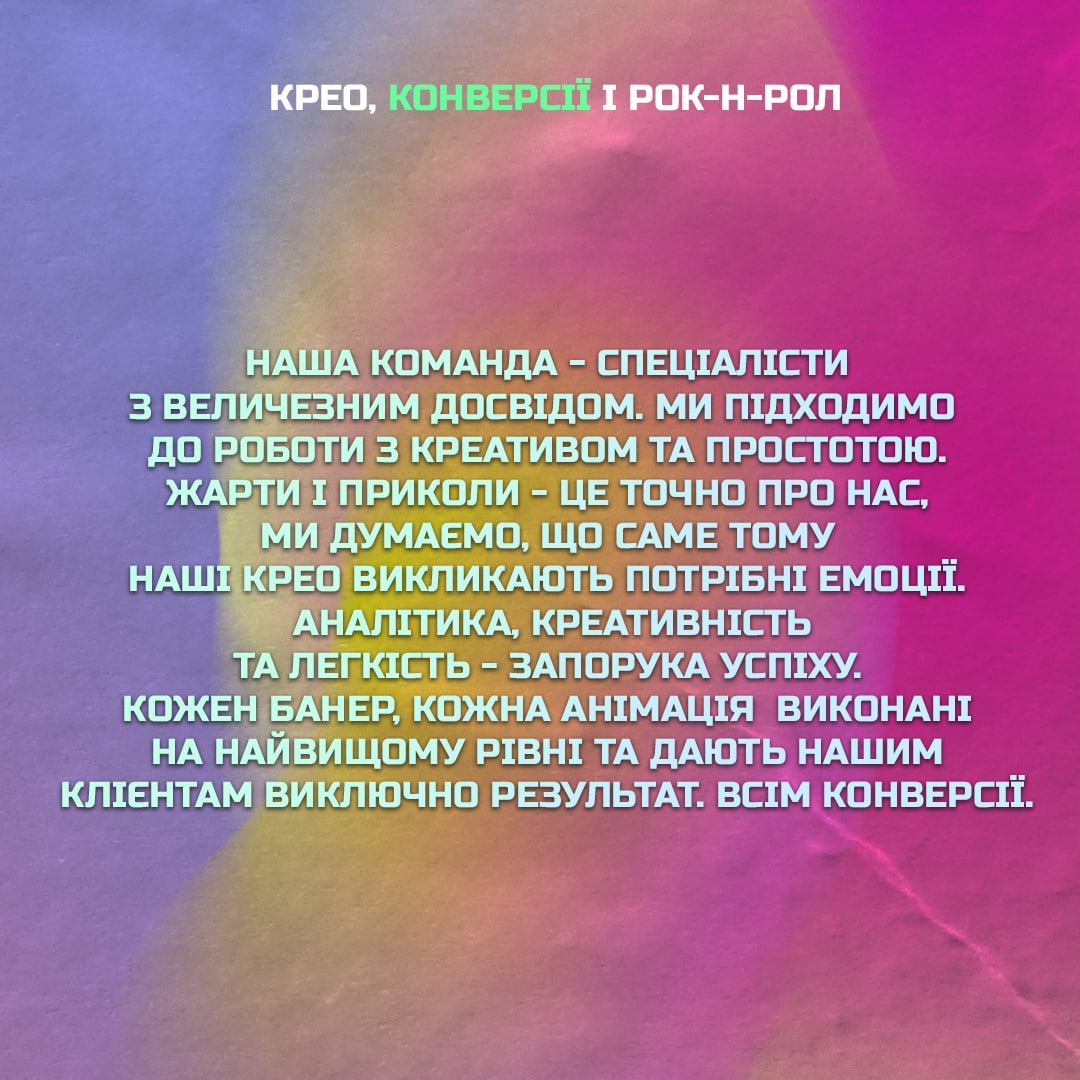 КРЕО, КОНВЕРСІЇ І РОК-Н-РОЛ
НАША КОМАНДА - СПЕЦІАЛІСТИ
З ВЕЛИЧЕЗНИМ ДОСВІДОМ. МИ ПІДХОДИМО
ДО РОБОТИ З КРЕАТИВОМ ТА ПРОСТОТОЮ.
ЖАРТИ І ПРИКОЛИ - ЦЕ ТОЧНО ПРО НАС,
МИ ДУМАЄМО, ЩО САМЕ ТОМУ
НАШІ КРЕО ВИКЛИКАЮТЬ ПОТРІБНІ ЕМОЦІЇ.
АНАЛІТИКА, КРЕАТИВНІСТЬ
ТА ЛЕГКІСТЬ - ЗАПОРУКА УСПІХУ.
КОЖЕН БАНЕР, КОЖНА АНІМАЦІЯ  ВИКОНАНІ
НА НАЙВИЩОМУ РІВНІ ТА ДАЮТЬ НАШИМ
КЛІЄНТАМ ВИКЛЮЧНО РЕЗУЛЬТАТ. ВСІМ КОНВЕРСІЇ.